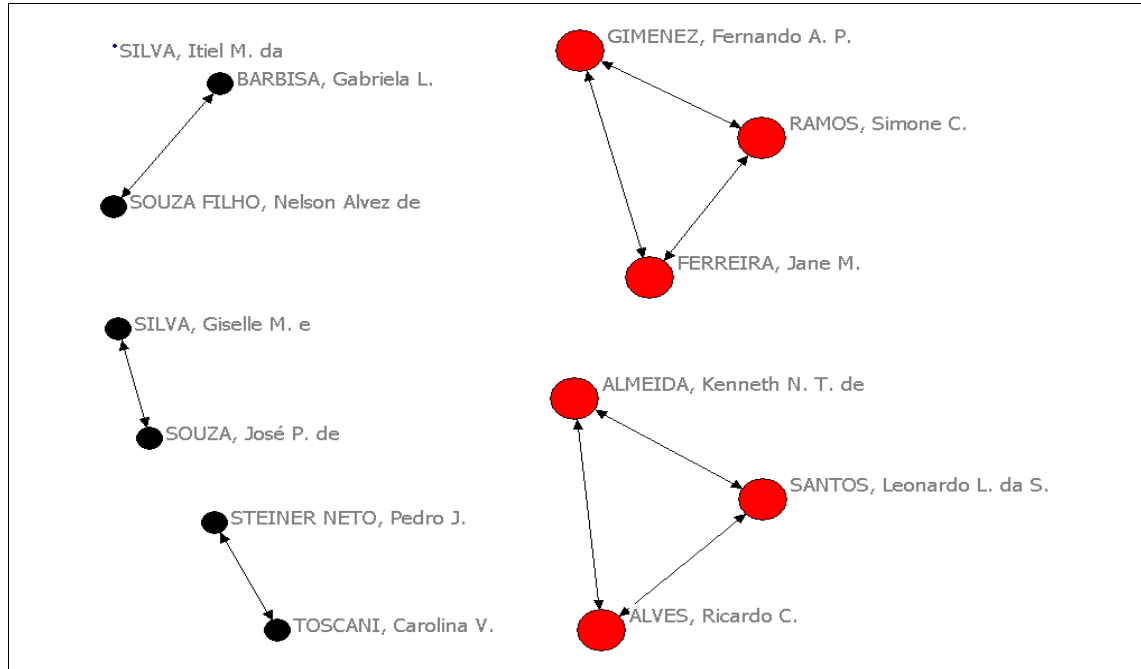 SILVA, Itiel M. da
BARBISA, Gabriela L.
SOUZA FILHO, Nelson Alvez de
SILVA, Giselle M. e
SOUZA, José P. de
STEINER NETO, Pedro J.
TOSCANI, Carolina V.
GIMENEZ, Fernando A. P.
RAMOS, Simone C.
FERREIRA, Jane M.
ALMEIDA, Kenneth N. T. de
SANTOS, Leonardo L. da S.
ALVES, Ricardo C.